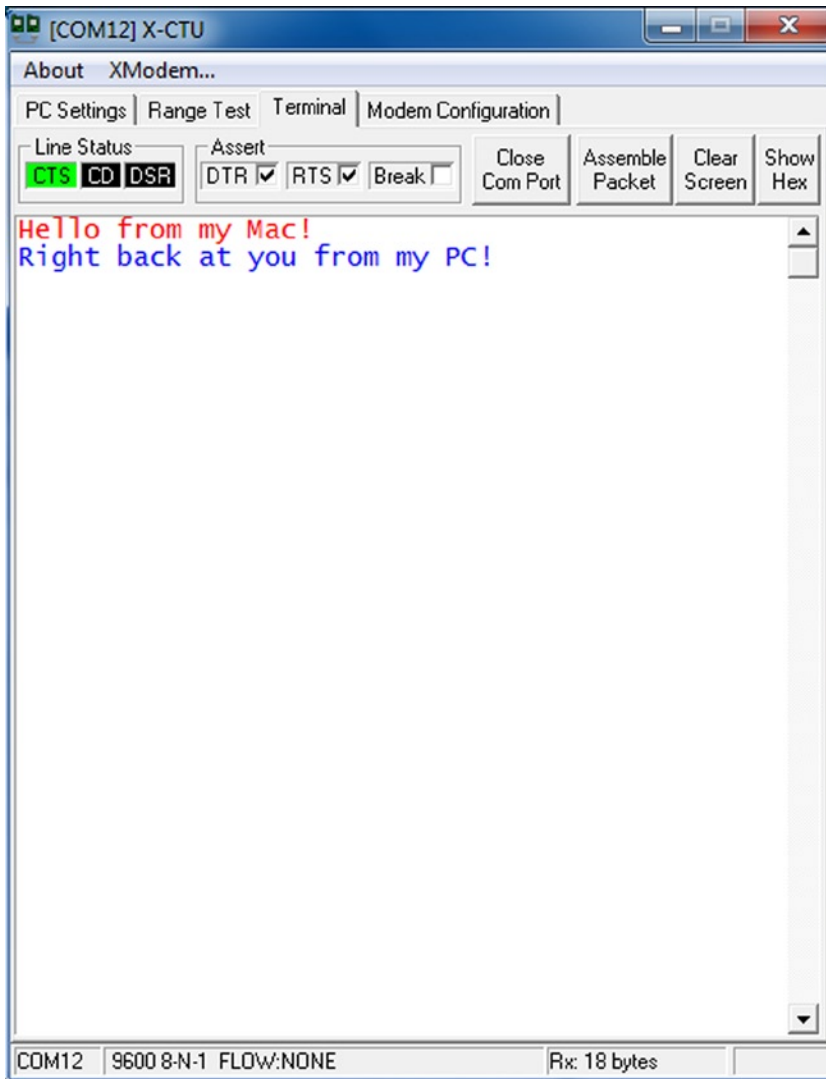 [COM12] X-CTU
About XModem...
PC Settings Range Test Terminal Modem Configuration
Line Status Assert
CTS CD DSR DTR RTS Break
Close Com Port
Assemble Packet
Clear Screen
Show Hex
Hello from my Mac!
Right back at you from my PC!
COM12 9600 8-N-1 FLOW:NONE Rx: 18 bytes